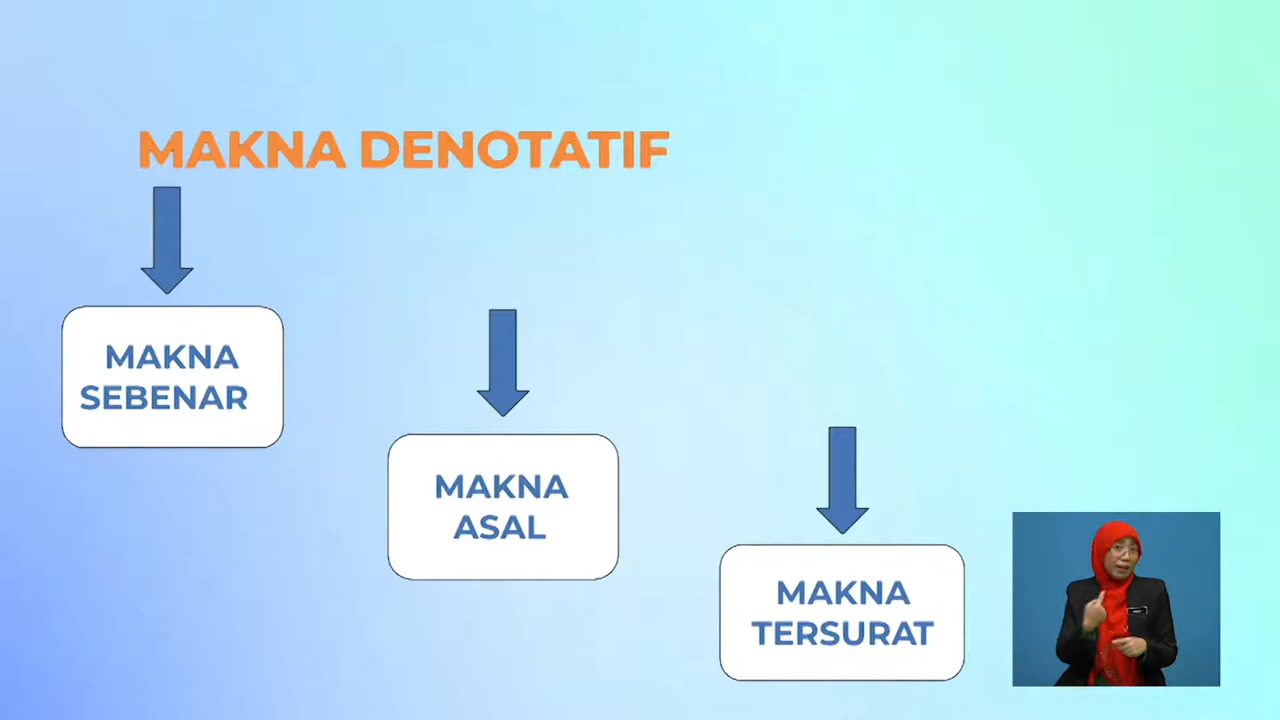 MAKNA DENOTATIF
MAKNA
SEBENAR
MAKNA
ASAL
MAKNA
TERSURAT